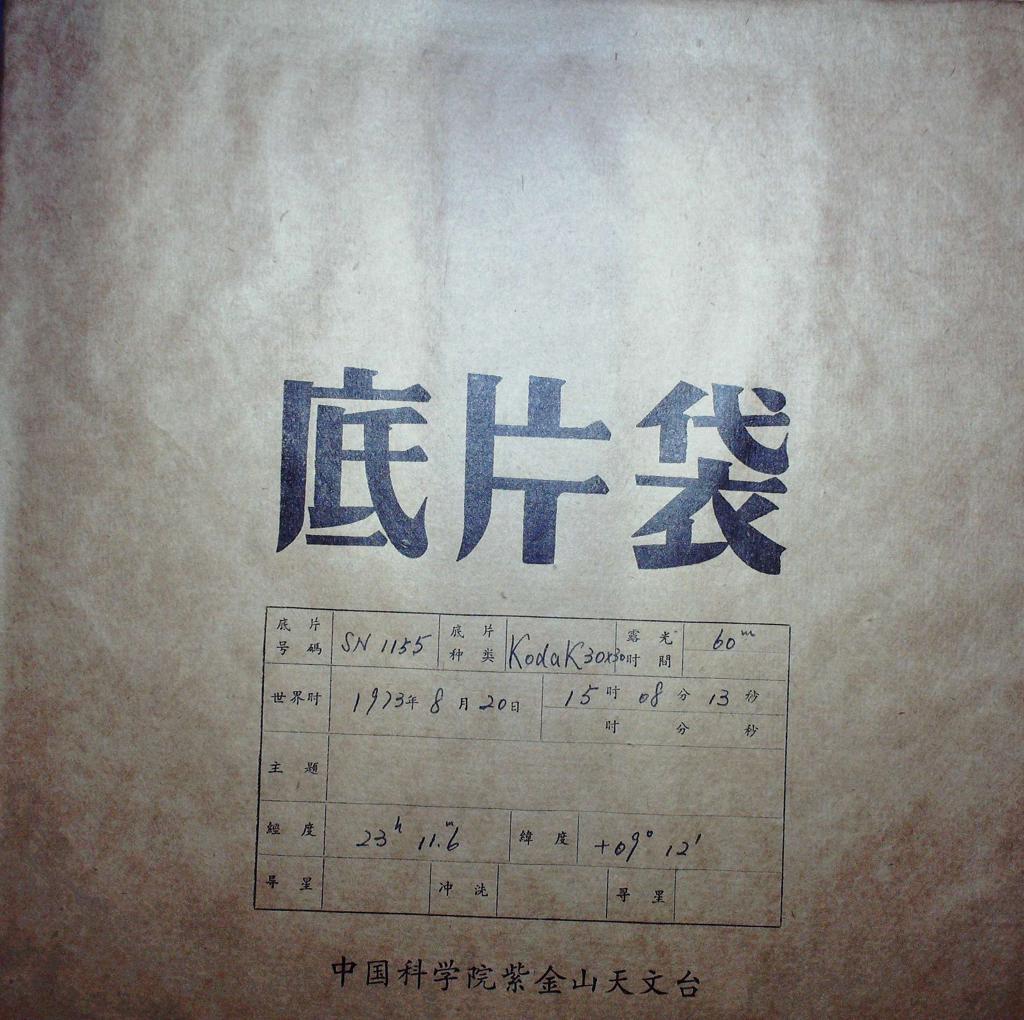 底片袋
底片号码 SN 1155 底片种类 Kodak 30x30 露光时間 60m
世界时 1973年 8月 20日 15时 08分 13秒
时 分 秒
主题
經度 23h 11.m6 緯度 +09° 12'
导星 冲洗 寻星
中国科学院紫金山天文台